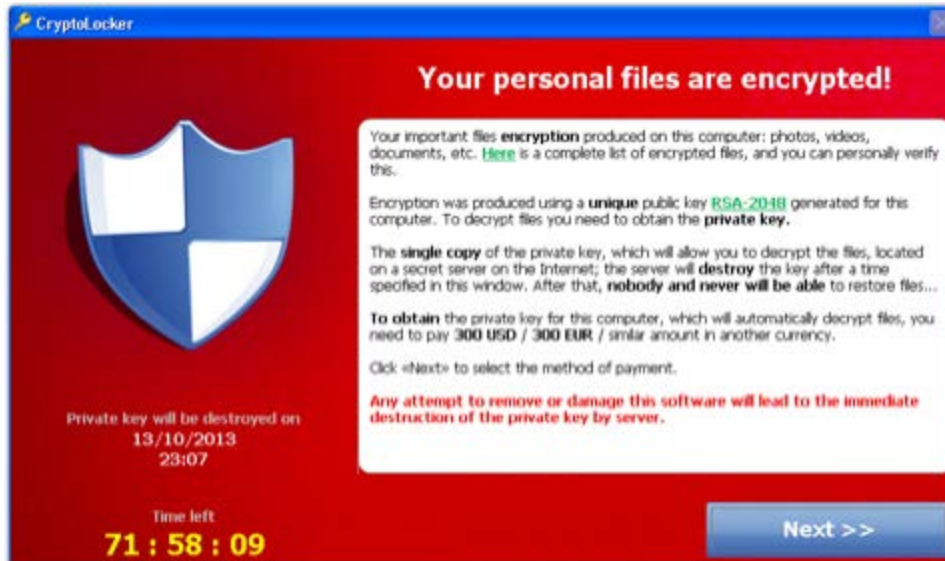 CryptoLocker
Your personal files are encrypted!
Your important files encryption produced on this computer: photos, videos,
documents, etc. Here is a complete list of encrypted files, and you can personally verify
this.
Encryption was produced using a unique public key RSA-2048 generated for this
computer. To decrypt files you need to obtain the private key.
The single copy of the private key, which will allow you to decrypt the files, located
on a secret server on the Internet; the server will destroy the key after a time
specified in this window. After that, nobody and never will be able to restore files...
To obtain the private key for this computer, which will automatically decrypt files, you
need to pay 300 USD / 300 EUR / similar amount in another currency.
Click «Next» to select the method of payment.
Any attempt to remove or damage this software will lead to the immediate
destruction of the private key by server.
Private key will be destroyed on
13/10/2013
23:07
Time left
71 : 58 : 09
Next >>